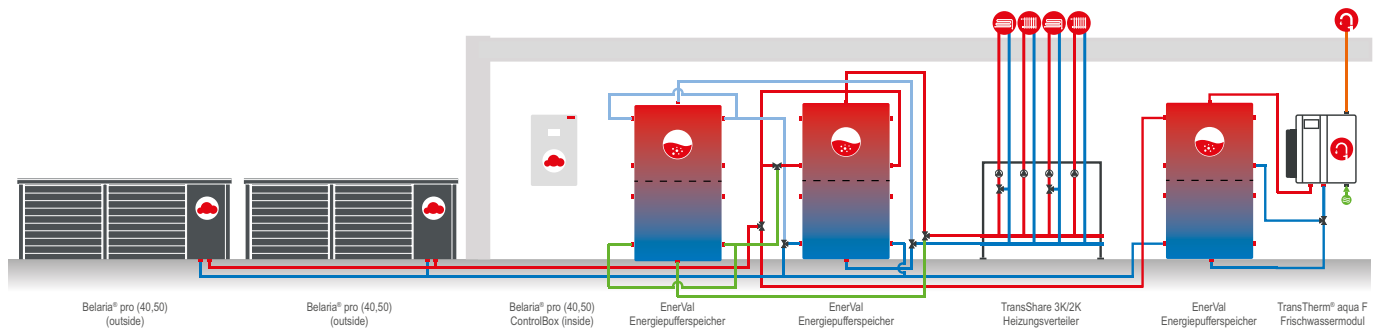 Belaria® pro (40,50)
(outside)
Belaria® pro (40,50)
(outside)
Belaria® pro (40,50)
ControlBox (inside)
EnerVal
Energiepufferspeicher
EnerVal
Energiepufferspeicher
TransShare 3K/2K
Heizungsverteiler
EnerVal
Energiepufferspeicher
TransTherm® aqua F
Frischwassermodul